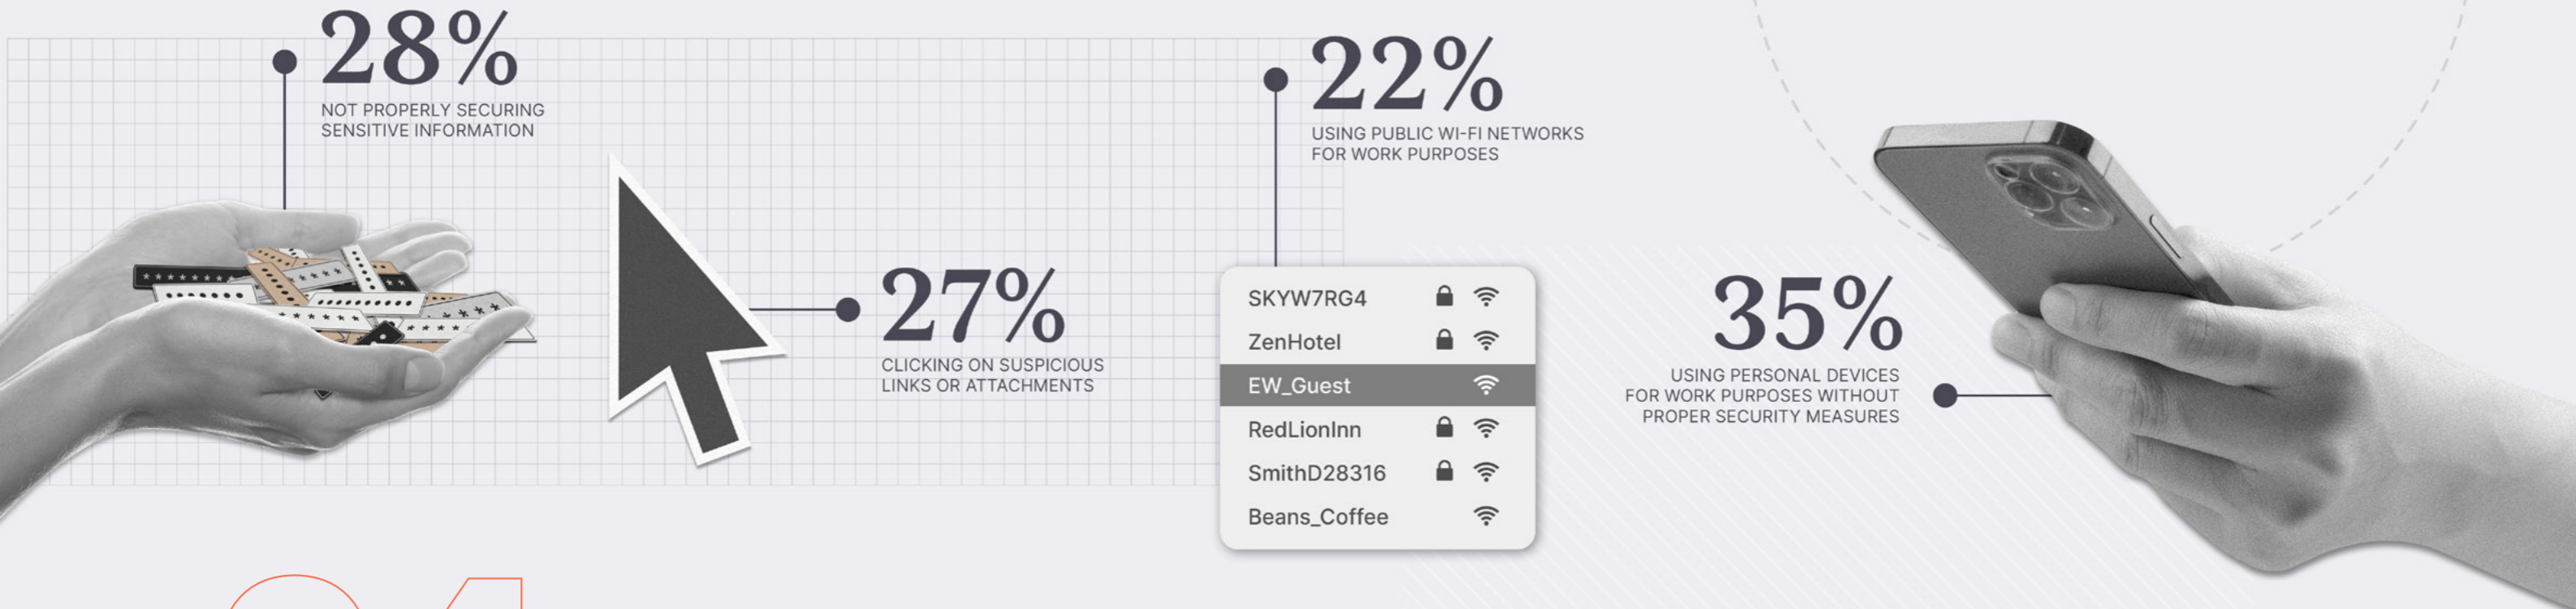 28%
NOT PROPERLY SECURING
SENSITIVE INFORMATION
27%
CLICKING ON SUSPICIOUS
LINKS OR ATTACHMENTS
22%
USING PUBLIC WI-FI NETWORKS
FOR WORK PURPOSES
SKYW7RG4
ZenHotel
EW_Guest
RedLionInn
SmithD28316
Beans_Coffee
35%
USING PERSONAL DEVICES
FOR WORK PURPOSES WITHOUT
PROPER SECURITY MEASURES